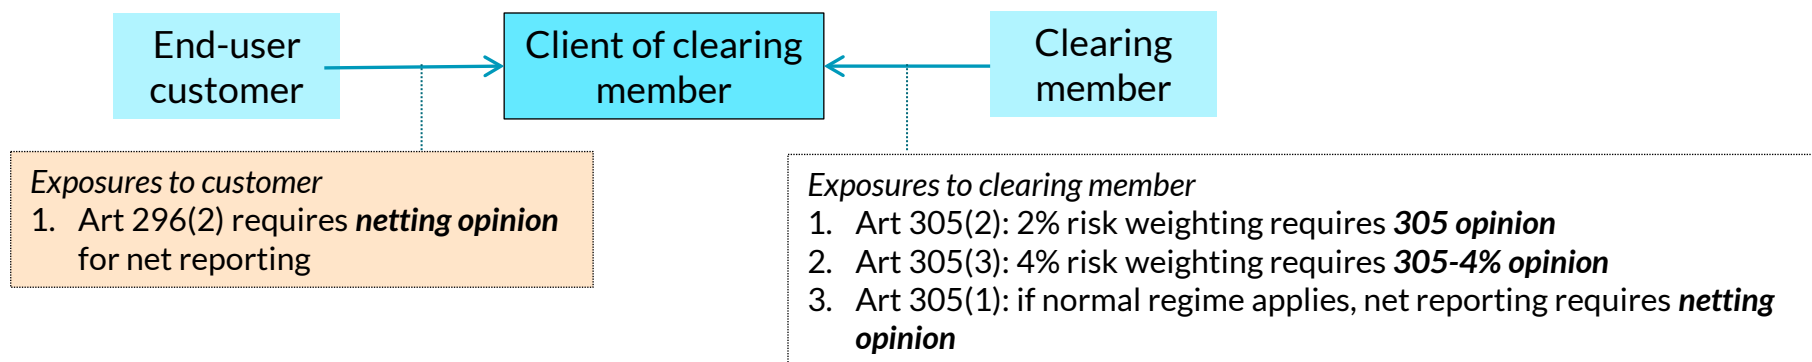 End-user
customer
Client of clearing
member
Clearing
member
Exposures to customer
1. Art 296(2) requires netting opinion
for net reporting
Exposures to clearing member
1. Art 305(2): 2% risk weighting requires 305 opinion
2. Art 305(3): 4% risk weighting requires 305-4% opinion
3. Art 305(1): if normal regime applies, net reporting requires netting
opinion